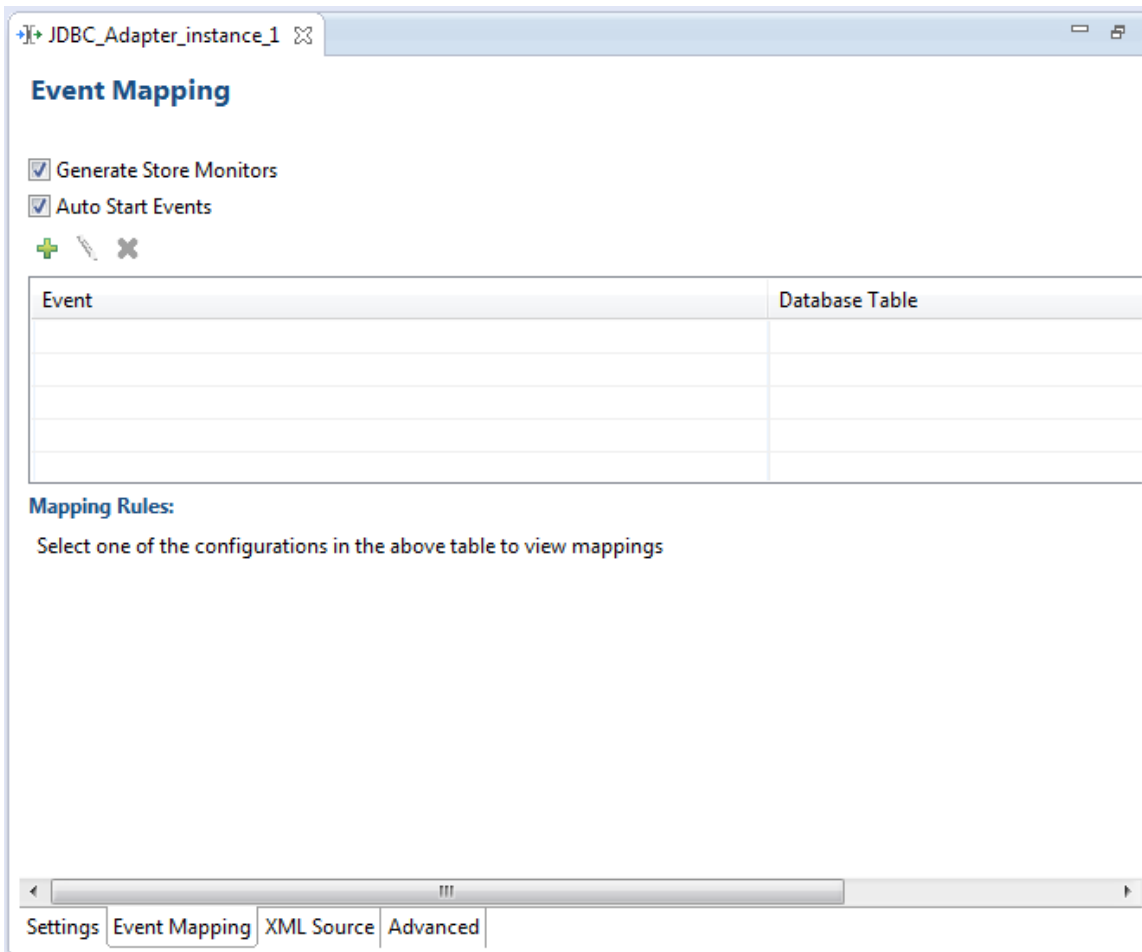 JDBC_Adapter_instance_1
Event Mapping
Generate Store Monitors
Auto Start Events
Event Database Table
Mapping Rules:
Select one of the configurations in the above table to view mappings
Settings Event Mapping XML Source Advanced